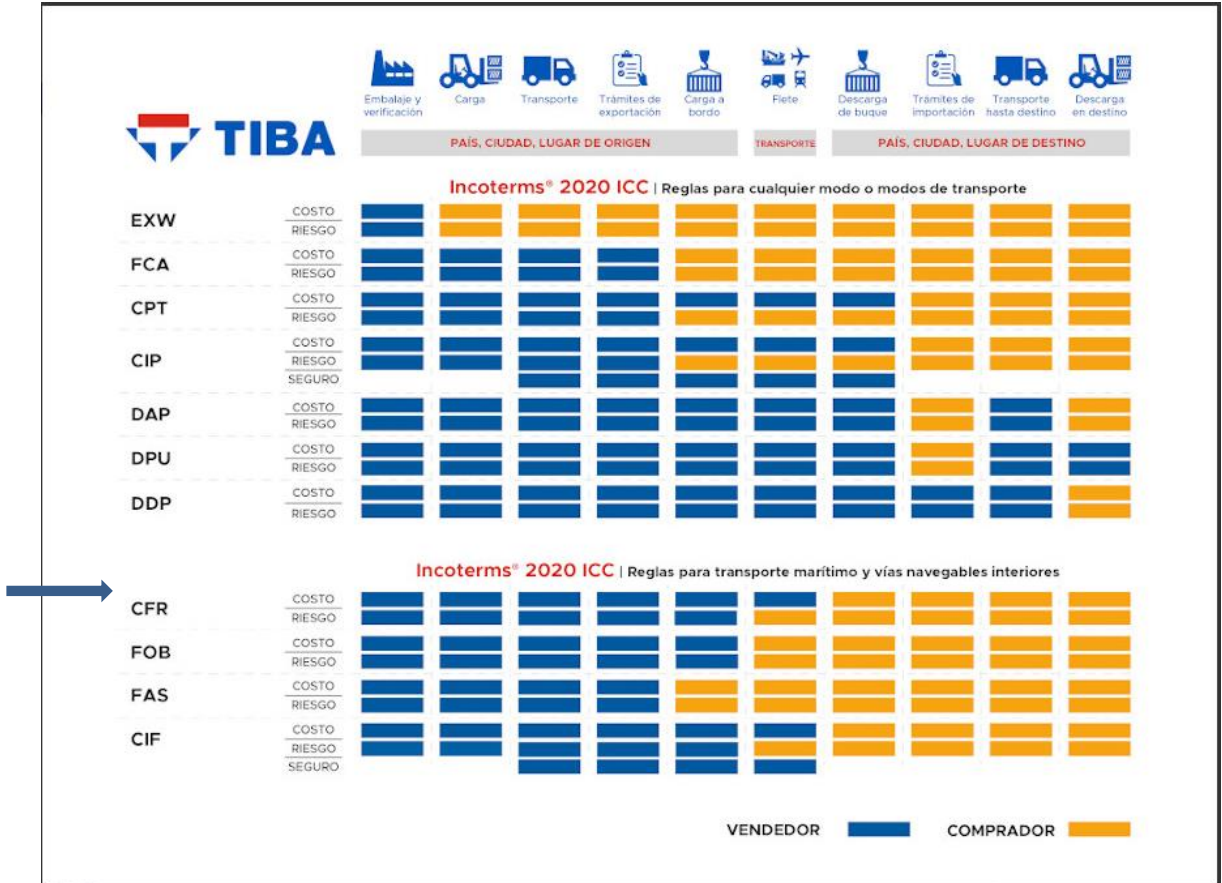 Embalaje y verificación
Carga
Transporte
Trámites de exportación
Carga a bordo
Flete
Descarga de buque
Trámites de importación
Transporte hasta destino
Descarga en destino
TIBA
PAÍS, CIUDAD, LUGAR DE ORIGEN
TRANSPORTE
PAÍS, CIUDAD, LUGAR DE DESTINO
Incoterms® 2020 ICC | Reglas para cualquier modo o modos de transporte
EXW
COSTO
RIESGO
FCA
COSTO
RIESGO
CPT
COSTO
RIESGO
CIP
COSTO
RIESGO
SEGURO
DAP
COSTO
RIESGO
DPU
COSTO
RIESGO
DDP
COSTO
RIESGO
Incoterms® 2020 ICC | Reglas para transporte marítimo y vías navegables interiores
CFR
COSTO
RIESGO
FOB
COSTO
RIESGO
FAS
COSTO
RIESGO
CIF
COSTO
RIESGO
SEGURO
VENDEDOR
COMPRADOR